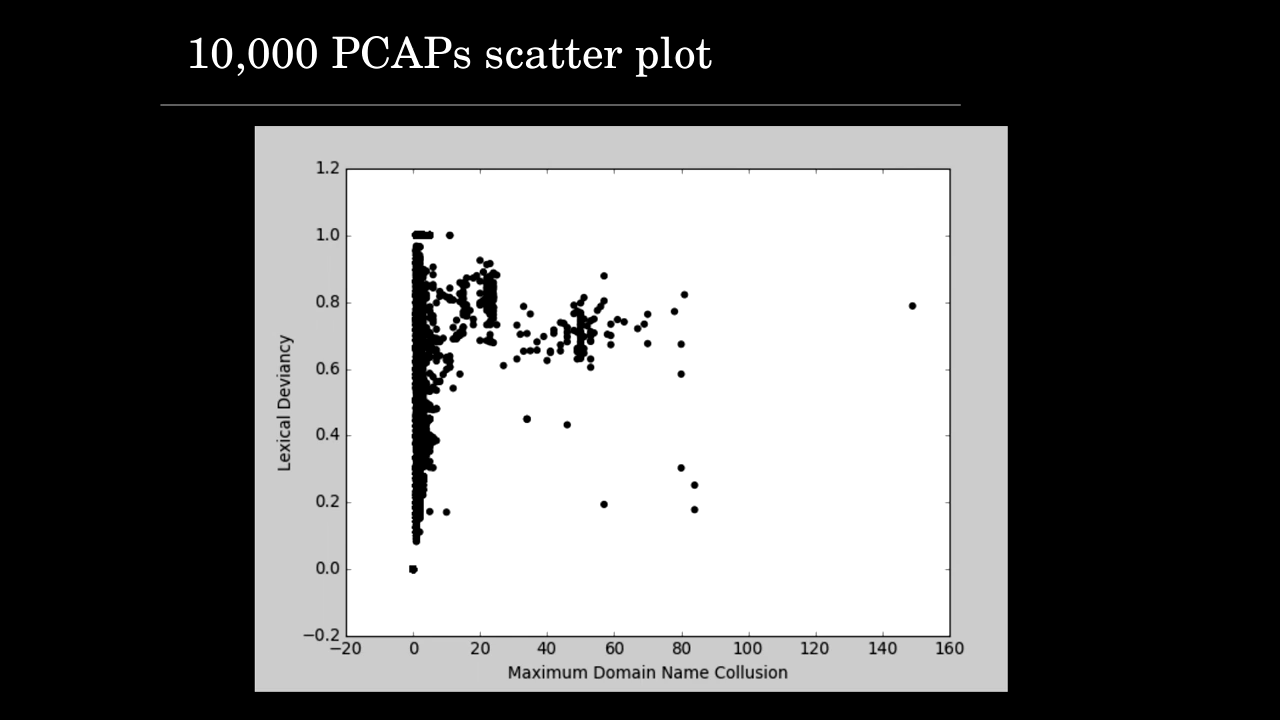 10,000 PCAPs scatter plot
1.2
1.0
0.8
0.6
0.4
0.2
0.0
−0.2
Lexical Deviancy
−20 0 20 40 60 80 100 120 140 160
Maximum Domain Name Collusion